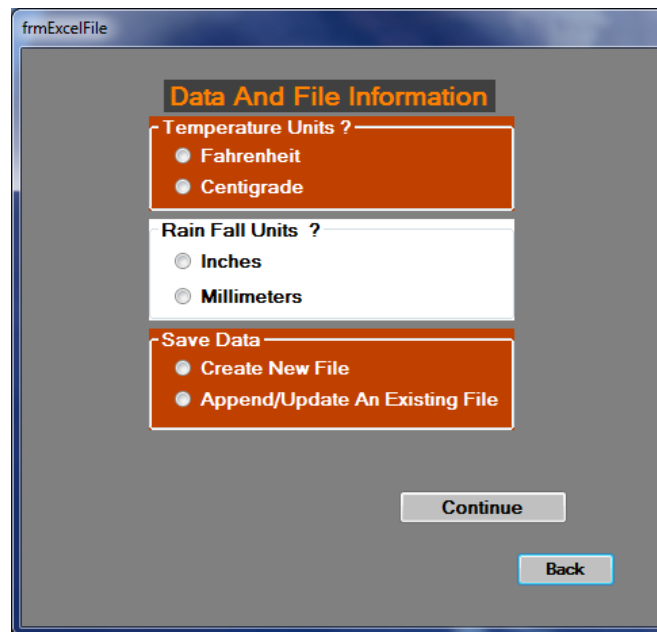 frmExcelFile
Data And File Information
Temperature Units ?
Fahrenheit
Centigrade
Rain Fall Units ?
Inches
Millimeters
Save Data
Create New File
Append/Update An Existing File
Continue
Back